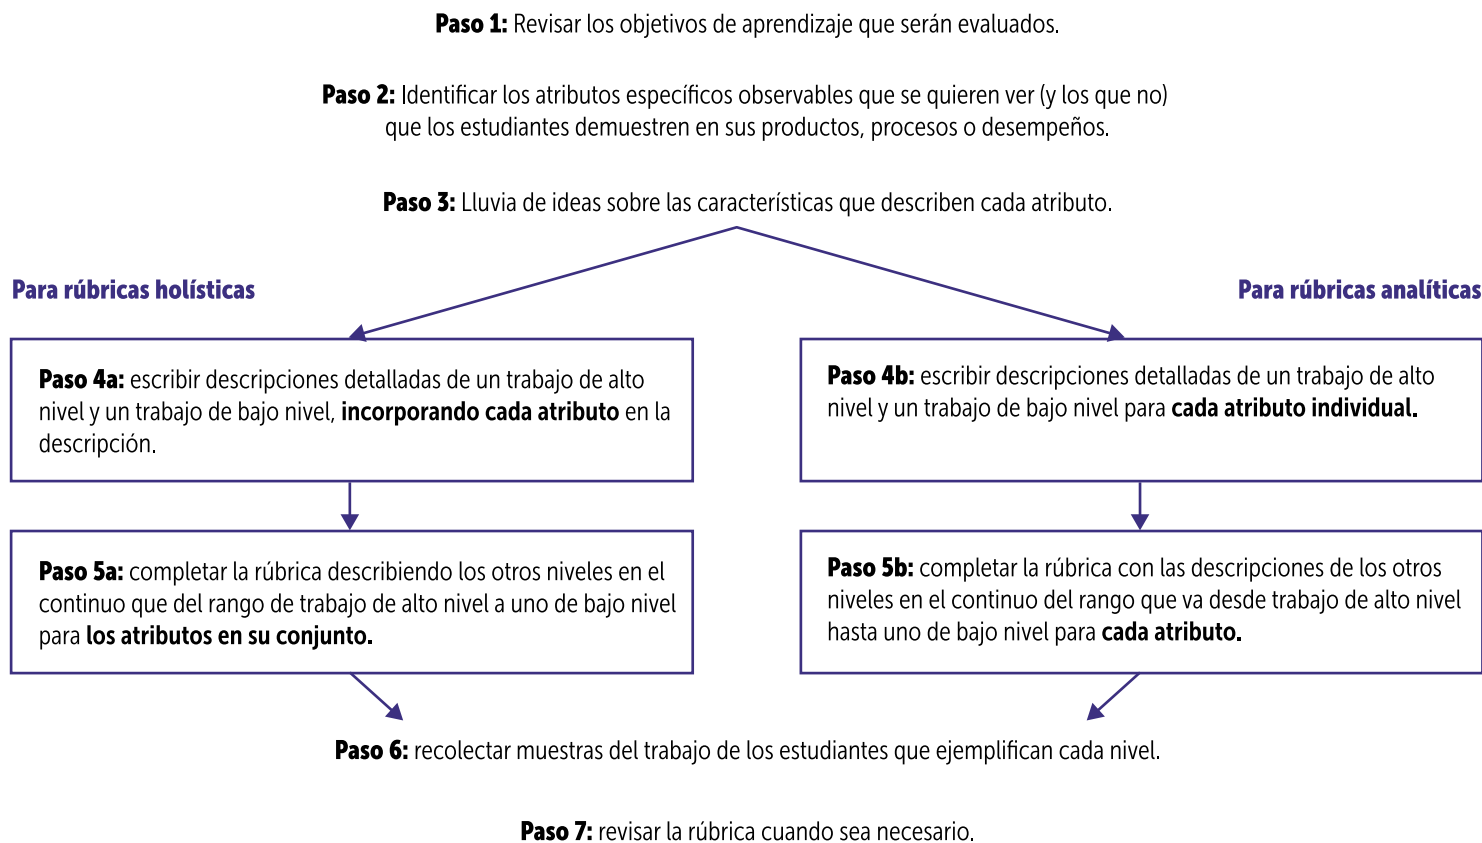 Paso 1: Revisar los objetivos de aprendizaje que serán evaluados.
Paso 2: Identificar los atributos específicos observables que se quieren ver (y los que no)
que los estudiantes demuestren en sus productos, procesos o desempeños.
Paso 3: Lluvia de ideas sobre las características que describen cada atributo.
Para rúbricas holísticas
Paso 4a: escribir descripciones detalladas de un trabajo de alto
nivel y un trabajo de bajo nivel, incorporando cada atributo en la
descripción.
Paso 5a: completar la rúbrica describiendo los otros niveles en el
continuo que del rango de trabajo de alto nivel a uno de bajo nivel
para los atributos en su conjunto.
Para rúbricas analíticas
Paso 4b: escribir descripciones detalladas de un trabajo de alto
nivel y un trabajo de bajo nivel para cada atributo individual.
Paso 5b: completar la rúbrica con las descripciones de los otros
niveles en el continuo del rango que va desde trabajo de alto nivel
hasta uno de bajo nivel para cada atributo.
Paso 6: recolectar muestras del trabajo de los estudiantes que ejemplifican cada nivel.
Paso 7: revisar la rúbrica cuando sea necesario.